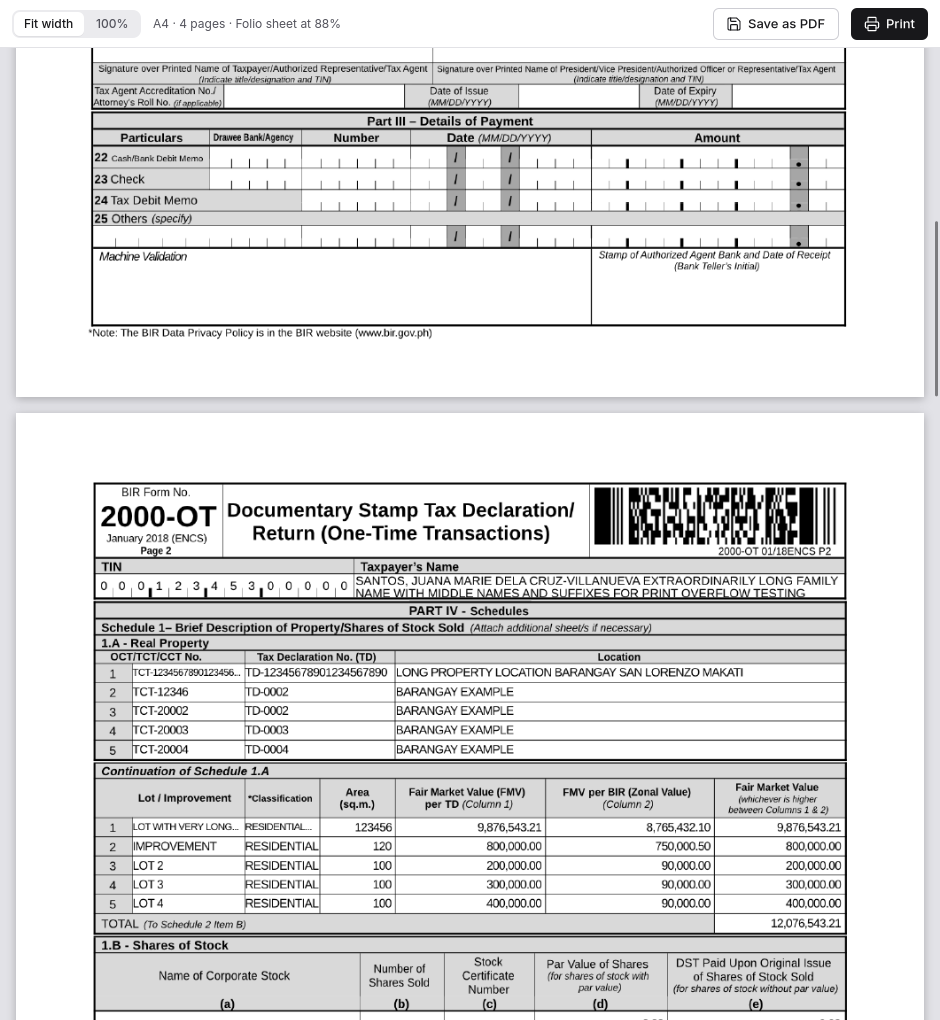 Fit width 100% A4 · 4 pages · Folio sheet at 88% Save as PDF Print
Signature over Printed Name of Taxpayer/Authorized Representative/Tax Agent
(Indicate title/designation and TIN)
Signature over Printed Name of President/Vice President/Authorized Officer or Representative/Tax Agent
(Indicate title/designation and TIN)
Tax Agent Accreditation No./
Attorney's Roll No. (if applicable)
Date of Issue
(MM/DD/YYYY)
Date of Expiry
(MM/DD/YYYY)
Part III – Details of Payment
Particulars Drawee Bank/Agency Number Date (MM/DD/YYYY) Amount
22 Cash/Bank Debit Memo / / .
23 Check / / .
24 Tax Debit Memo / / .
25 Others (specify)
/ / .
Machine Validation
Stamp of Authorized Agent Bank and Date of Receipt
(Bank Teller's Initial)
*Note: The BIR Data Privacy Policy is in the BIR website (www.bir.gov.ph)
BIR Form No.
2000-OT
January 2018 (ENCS)
Page 2
Documentary Stamp Tax Declaration/
Return (One-Time Transactions)
2000-OT 01/18ENCS P2
TIN Taxpayer's Name
0 0 0 1 2 3 4 5 3 0 0 0 0 0
SANTOS, JUANA MARIE DELA CRUZ-VILLANUEVA EXTRAORDINARILY LONG FAMILY
NAME WITH MIDDLE NAMES AND SUFFIXES FOR PRINT OVERFLOW TESTING
PART IV - Schedules
Schedule 1– Brief Description of Property/Shares of Stock Sold (Attach additional sheet/s if necessary)
1.A - Real Property
OCT/TCT/CCT No. Tax Declaration No. (TD) Location
1 TCT-1234567890123456... TD-12345678901234567890 LONG PROPERTY LOCATION BARANGAY SAN LORENZO MAKATI
2 TCT-12346 TD-0002 BARANGAY EXAMPLE
3 TCT-20002 TD-0002 BARANGAY EXAMPLE
4 TCT-20003 TD-0003 BARANGAY EXAMPLE
5 TCT-20004 TD-0004 BARANGAY EXAMPLE
Continuation of Schedule 1.A
Lot / Improvement
*Classification
Area
(sq.m.)
Fair Market Value (FMV)
per TD (Column 1)
FMV per BIR (Zonal Value)
(Column 2)
Fair Market Value
(whichever is higher
between Columns 1 & 2)
1 LOT WITH VERY LONG... RESIDENTIAL... 123456 9,876,543.21 8,765,432.10 9,876,543.21
2 IMPROVEMENT RESIDENTIAL 120 800,000.00 750,000.50 800,000.00
3 LOT 2 RESIDENTIAL 100 200,000.00 90,000.00 200,000.00
4 LOT 3 RESIDENTIAL 100 300,000.00 90,000.00 300,000.00
5 LOT 4 RESIDENTIAL 100 400,000.00 90,000.00 400,000.00
TOTAL (To Schedule 2 Item B) 12,076,543.21
1.B - Shares of Stock
Name of Corporate Stock
(a)
Number of
Shares Sold
(b)
Stock
Certificate
Number
(c)
Par Value of Shares
(for shares of stock with
par value)
(d)
DST Paid Upon Original Issue
of Shares of Stock Sold
(for shares of stock without par value)
(e)